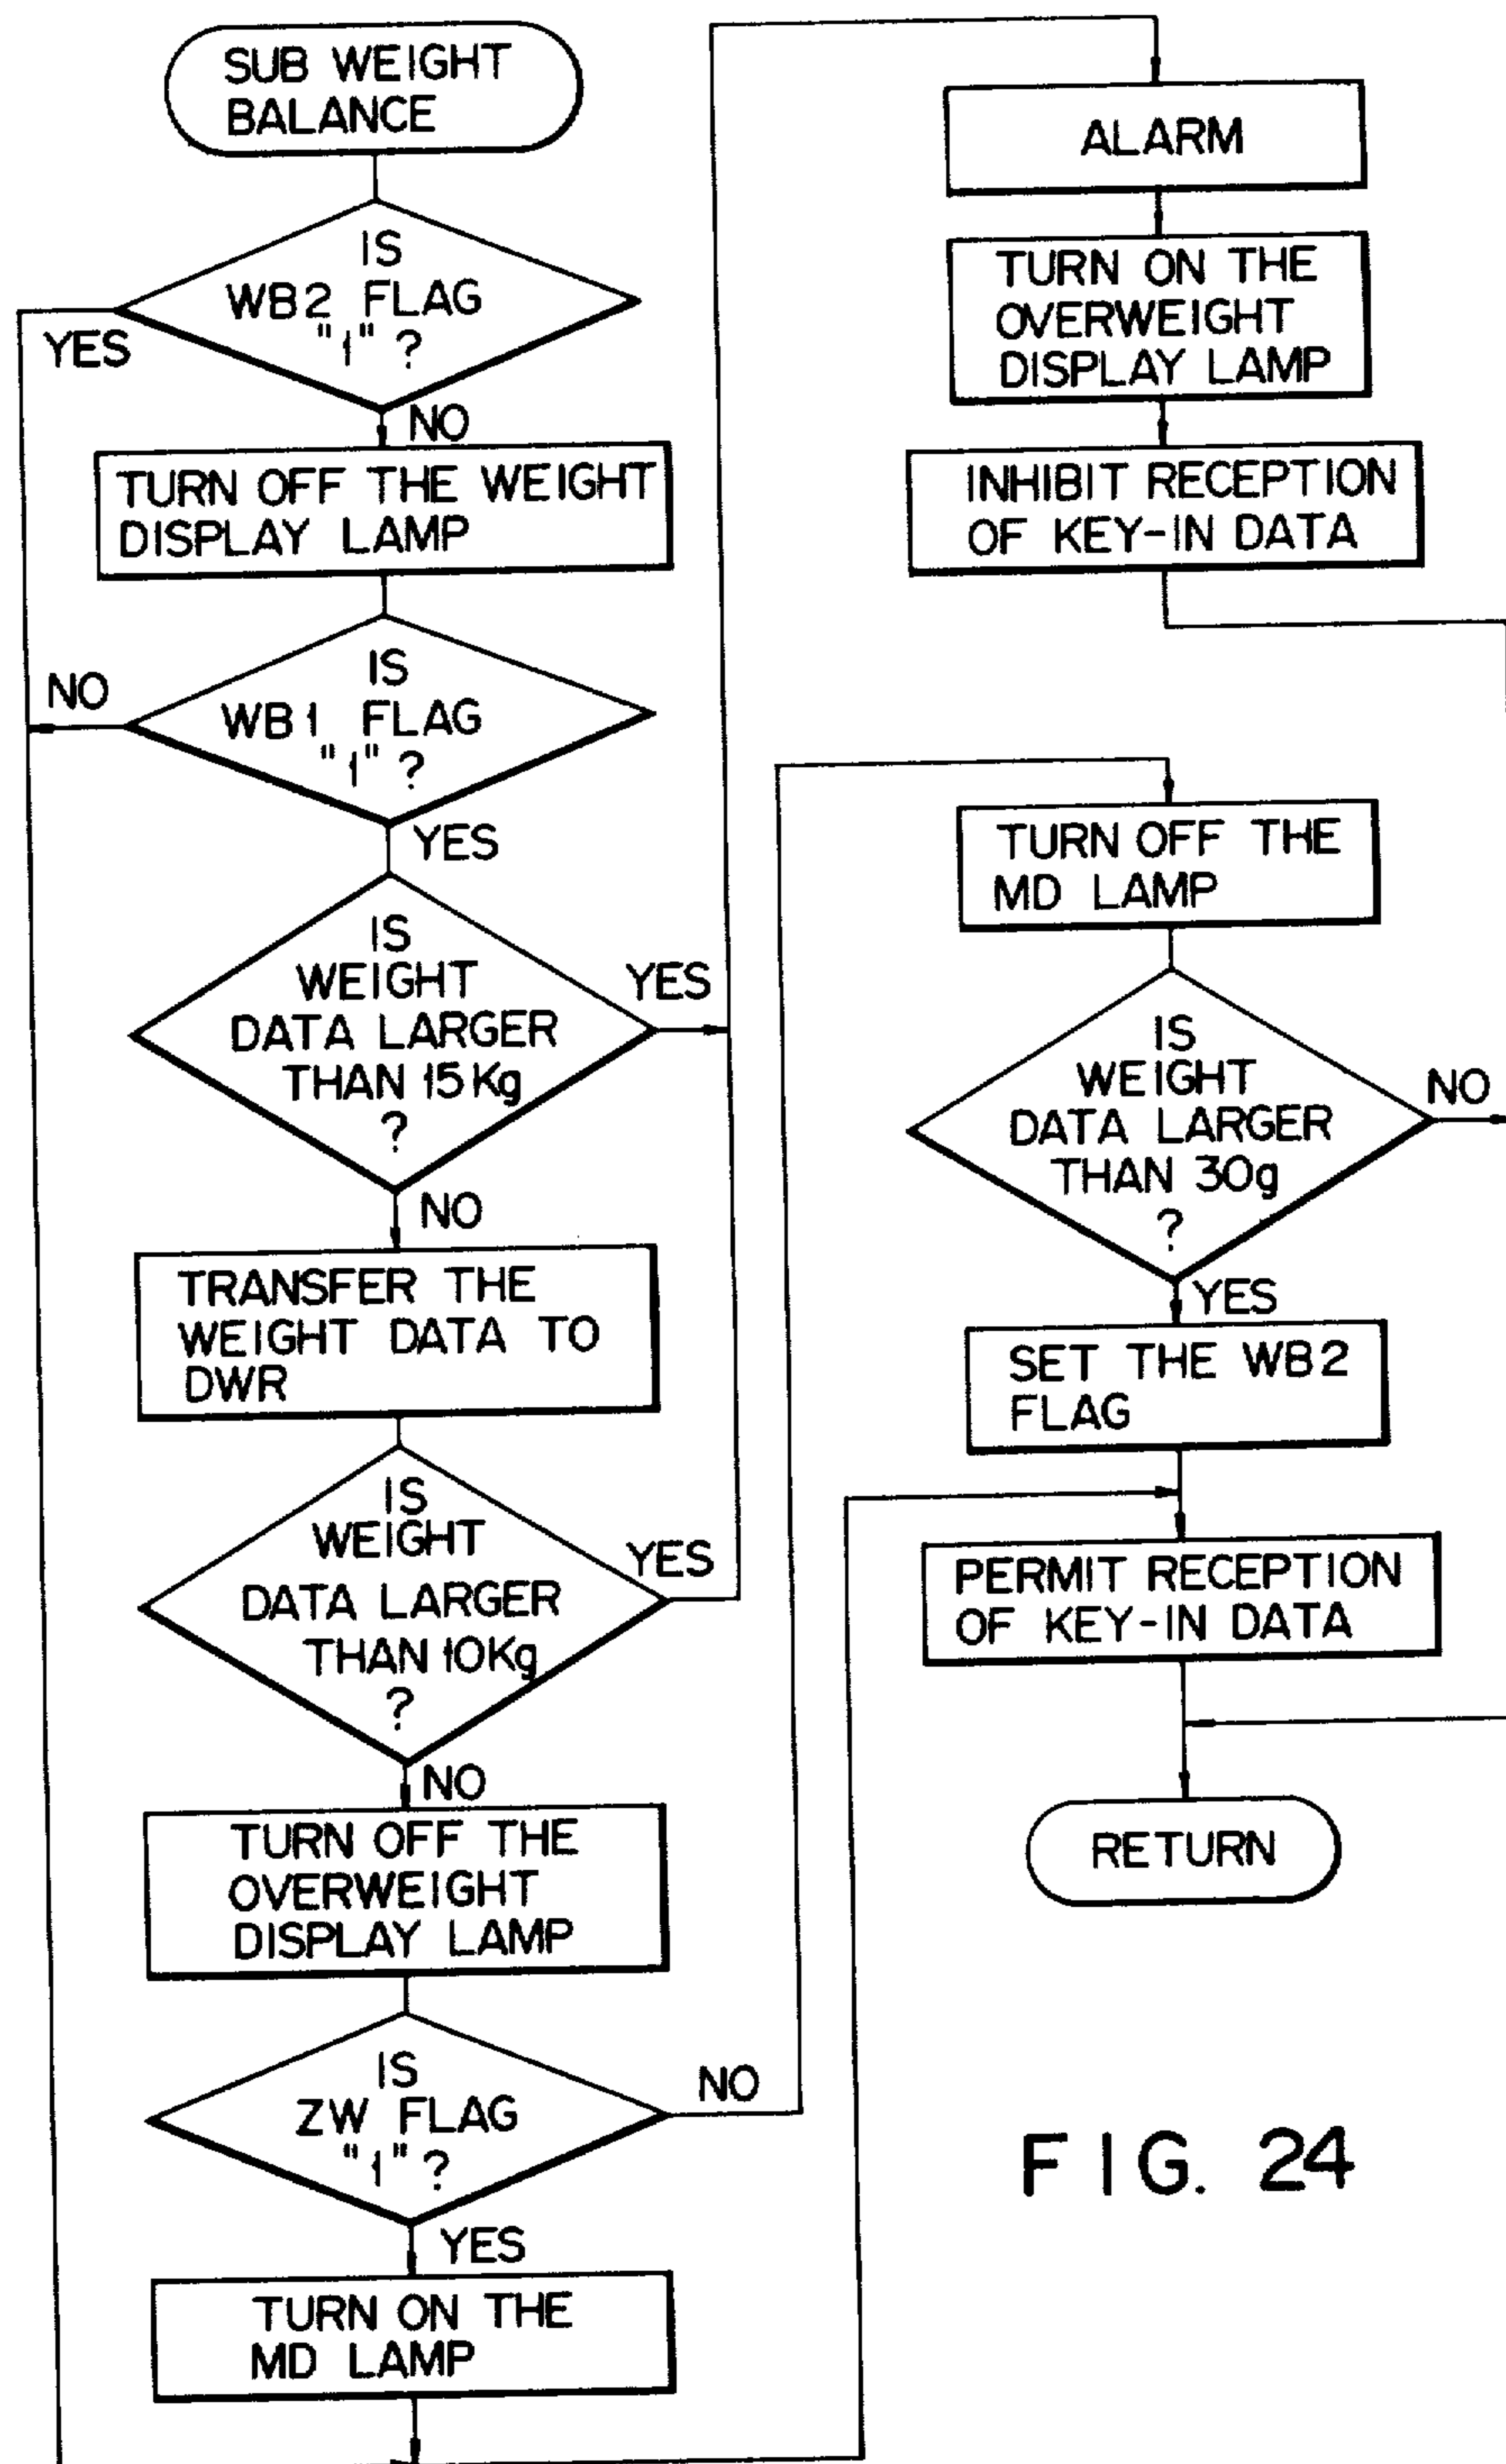 SUB WEIGHT
BALANCE
IS
WB2 FLAG
"1" ?
YES
NO
TURN OFF THE WEIGHT
DISPLAY LAMP
IS
WB1 FLAG
"1" ?
NO
YES
IS
WEIGHT
DATA LARGER
THAN 15Kg
?
YES
NO
TRANSFER THE
WEIGHT DATA TO
DWR
IS
WEIGHT
DATA LARGER
THAN 10Kg
?
YES
NO
TURN OFF THE
OVERWEIGHT
DISPLAY LAMP
IS
ZW FLAG
"1" ?
NO
YES
TURN ON THE
MD LAMP
ALARM
TURN ON THE
OVERWEIGHT
DISPLAY LAMP
INHIBIT RECEPTION
OF KEY-IN DATA
TURN OFF THE
MD LAMP
IS
WEIGHT
DATA LARGER
THAN 30g
?
NO
YES
SET THE WB2
FLAG
PERMIT RECEPTION
OF KEY-IN DATA
RETURN
FIG. 24